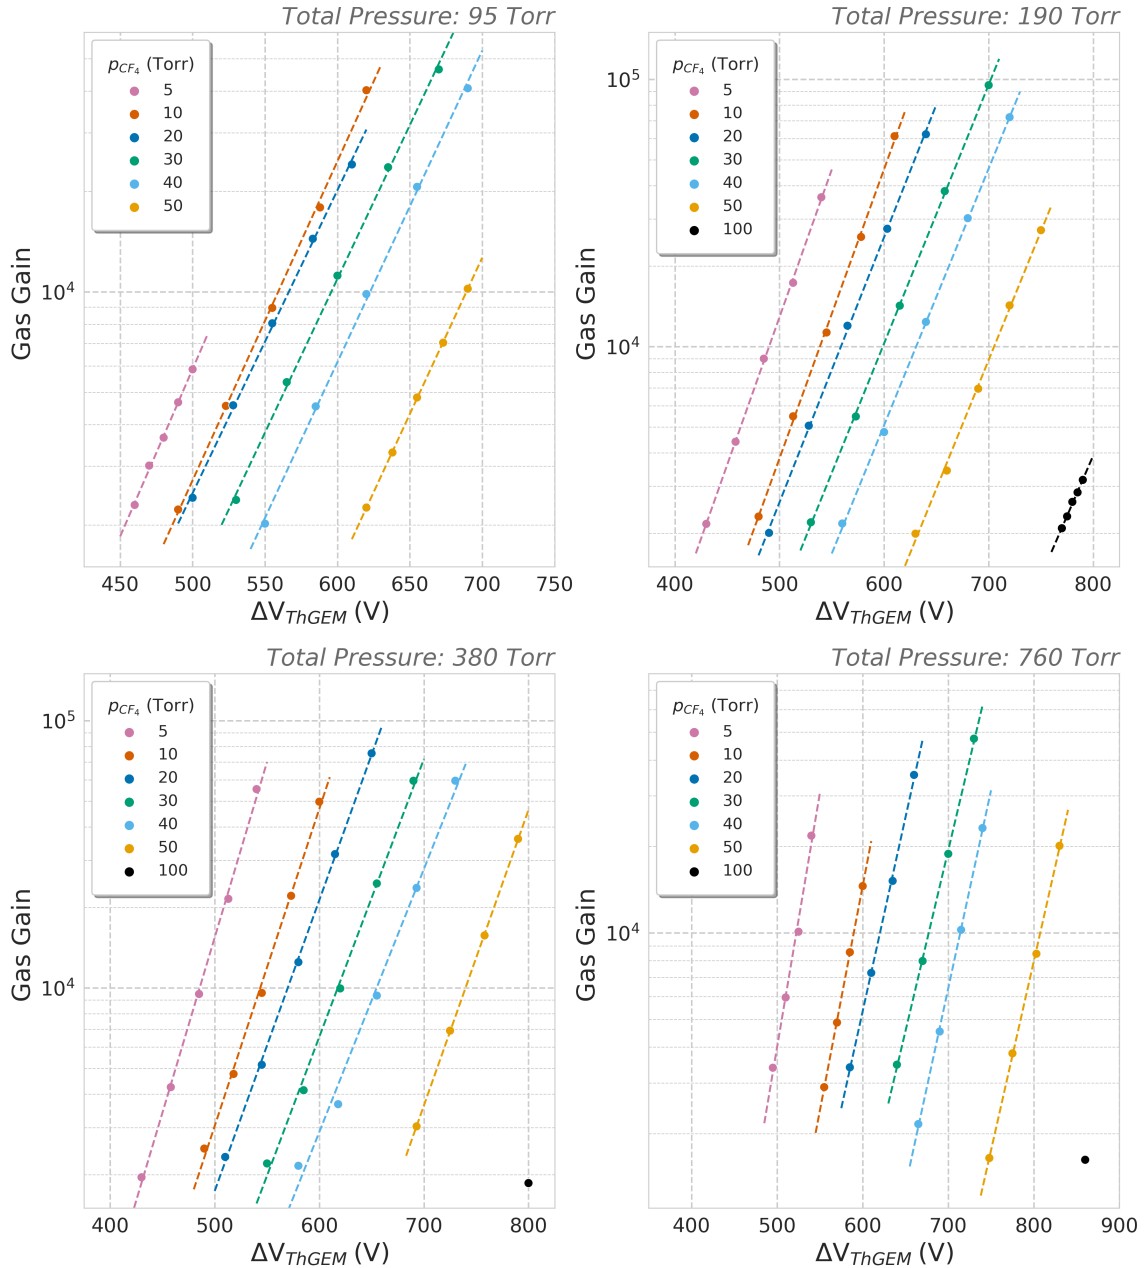 Total Pressure: 95 Torr
p_CF4 (Torr)
5
10
20
30
40
50
10^4
Gas Gain
450 500 550 600 650 700 750
ΔV_ThGEM (V)
Total Pressure: 190 Torr
p_CF4 (Torr)
5
10
20
30
40
50
100
10^5
10^4
Gas Gain
400 500 600 700 800
ΔV_ThGEM (V)
Total Pressure: 380 Torr
p_CF4 (Torr)
5
10
20
30
40
50
100
10^5
10^4
Gas Gain
400 500 600 700 800
ΔV_ThGEM (V)
Total Pressure: 760 Torr
p_CF4 (Torr)
5
10
20
30
40
50
100
10^4
Gas Gain
400 500 600 700 800 900
ΔV_ThGEM (V)